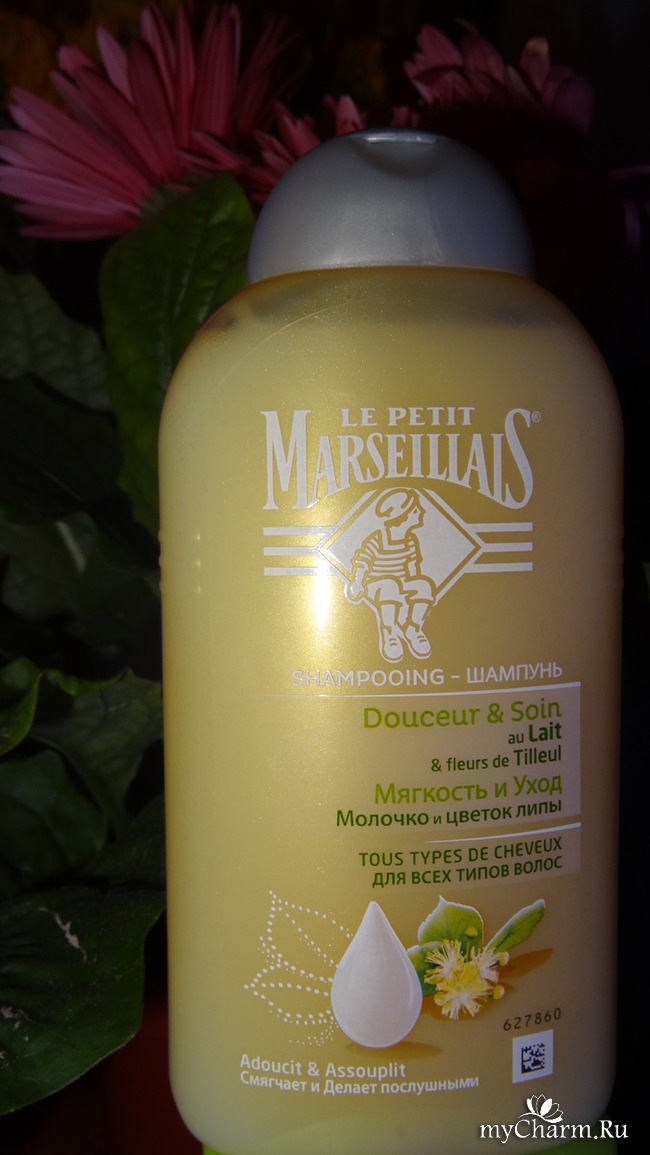 LE PETIT
MARSEILLAIS®
SHAMPOOING - ШАМПУНЬ
Douceur & Soin
au Lait
& fleurs de Tilleul
Мягкость и Уход
Молочко и цветок липы
TOUS TYPES DE CHEVEUX
ДЛЯ ВСЕХ ТИПОВ ВОЛОС
627860
Adoucit & Assouplit
Смягчает и Делает послушными
myCharm.Ru